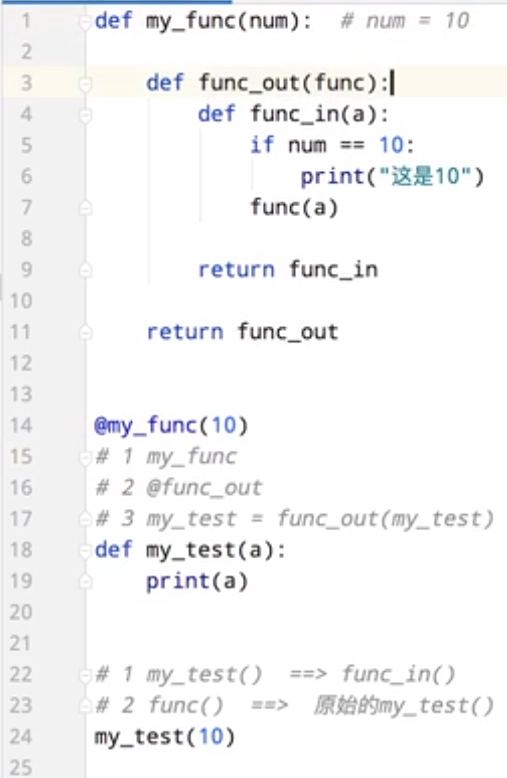 1 def my_func(num):  # num = 10
2
3     def func_out(func):
4         def func_in(a):
5             if num == 10:
6                 print("这是10")
7             func(a)
8
9         return func_in
10
11     return func_out
12
13
14 @my_func(10)
15 # 1 my_func
16 # 2 @func_out
17 # 3 my_test = func_out(my_test)
18 def my_test(a):
19     print(a)
20
21
22 # 1 my_test()  ==> func_in()
23 # 2 func()  ==>  原始的my_test()
24 my_test(10)
25